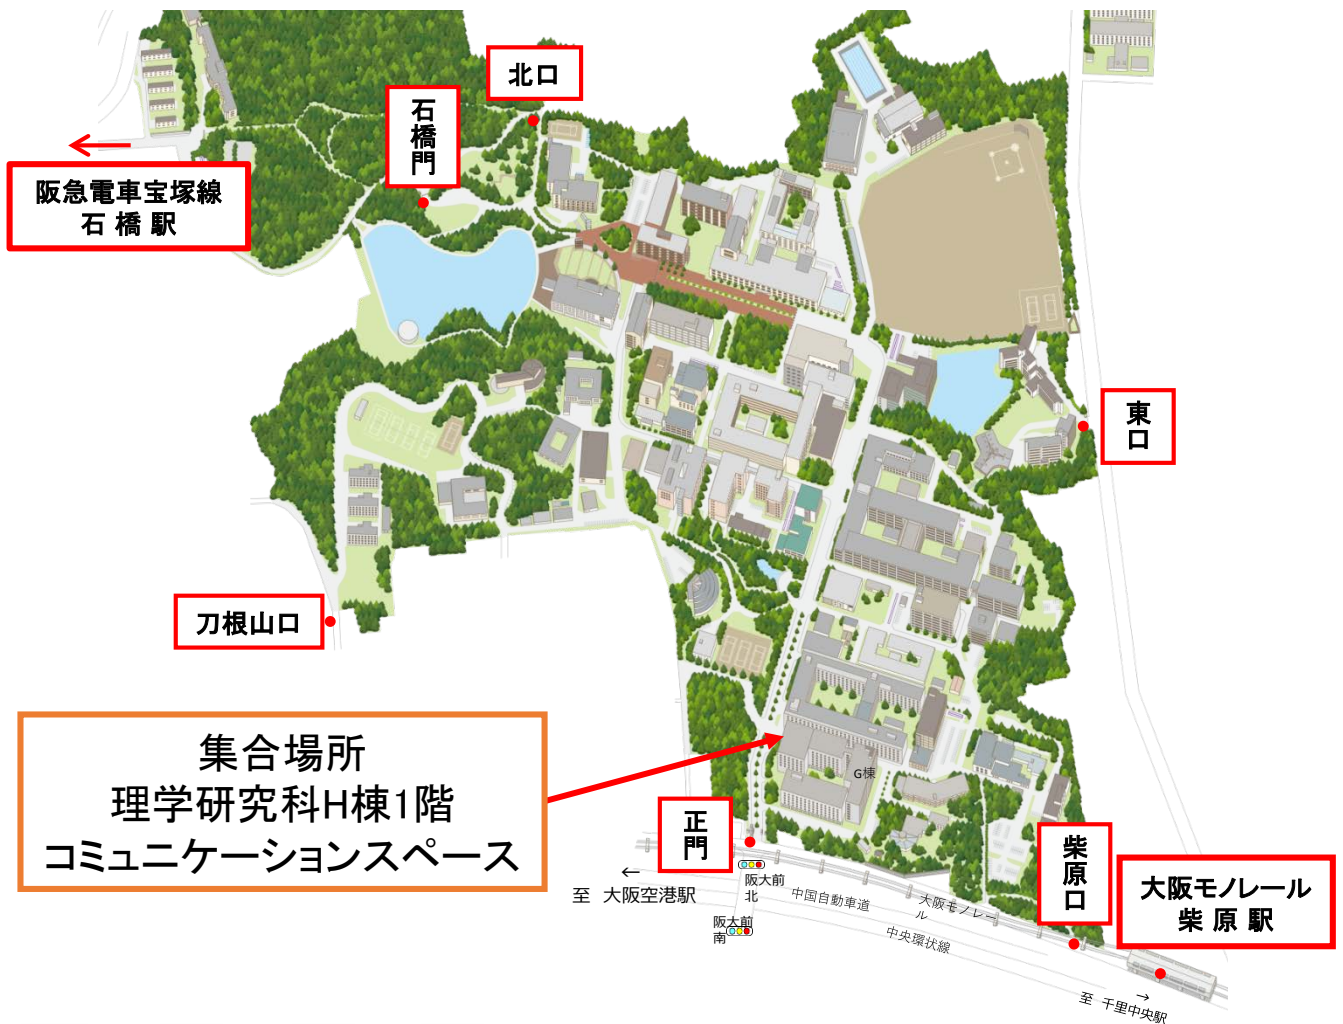 北口
石橋門
阪急電車宝塚線
石 橋 駅
東口
刀根山口
集合場所
理学研究科H棟1階
コミュニケーションスペース
G棟
正門
柴原口
大阪モノレール
柴 原 駅
←
至 大阪空港駅
阪大前
北
阪大前
南
中国自動車道
大阪モノレー
ル
中央環状線
→
至 千里中央駅